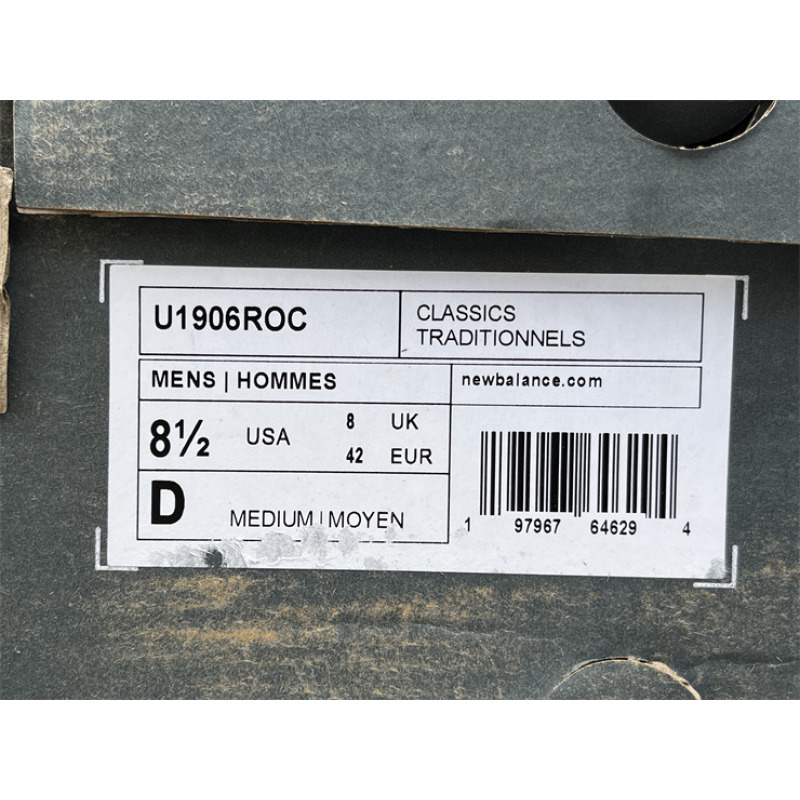 U1906ROC
CLASSICS
TRADITIONNELS
MENS | HOMMES
newbalance.com
8½ USA
8 UK
42 EUR
D MEDIUM | MOYEN
1 97967 64629 4